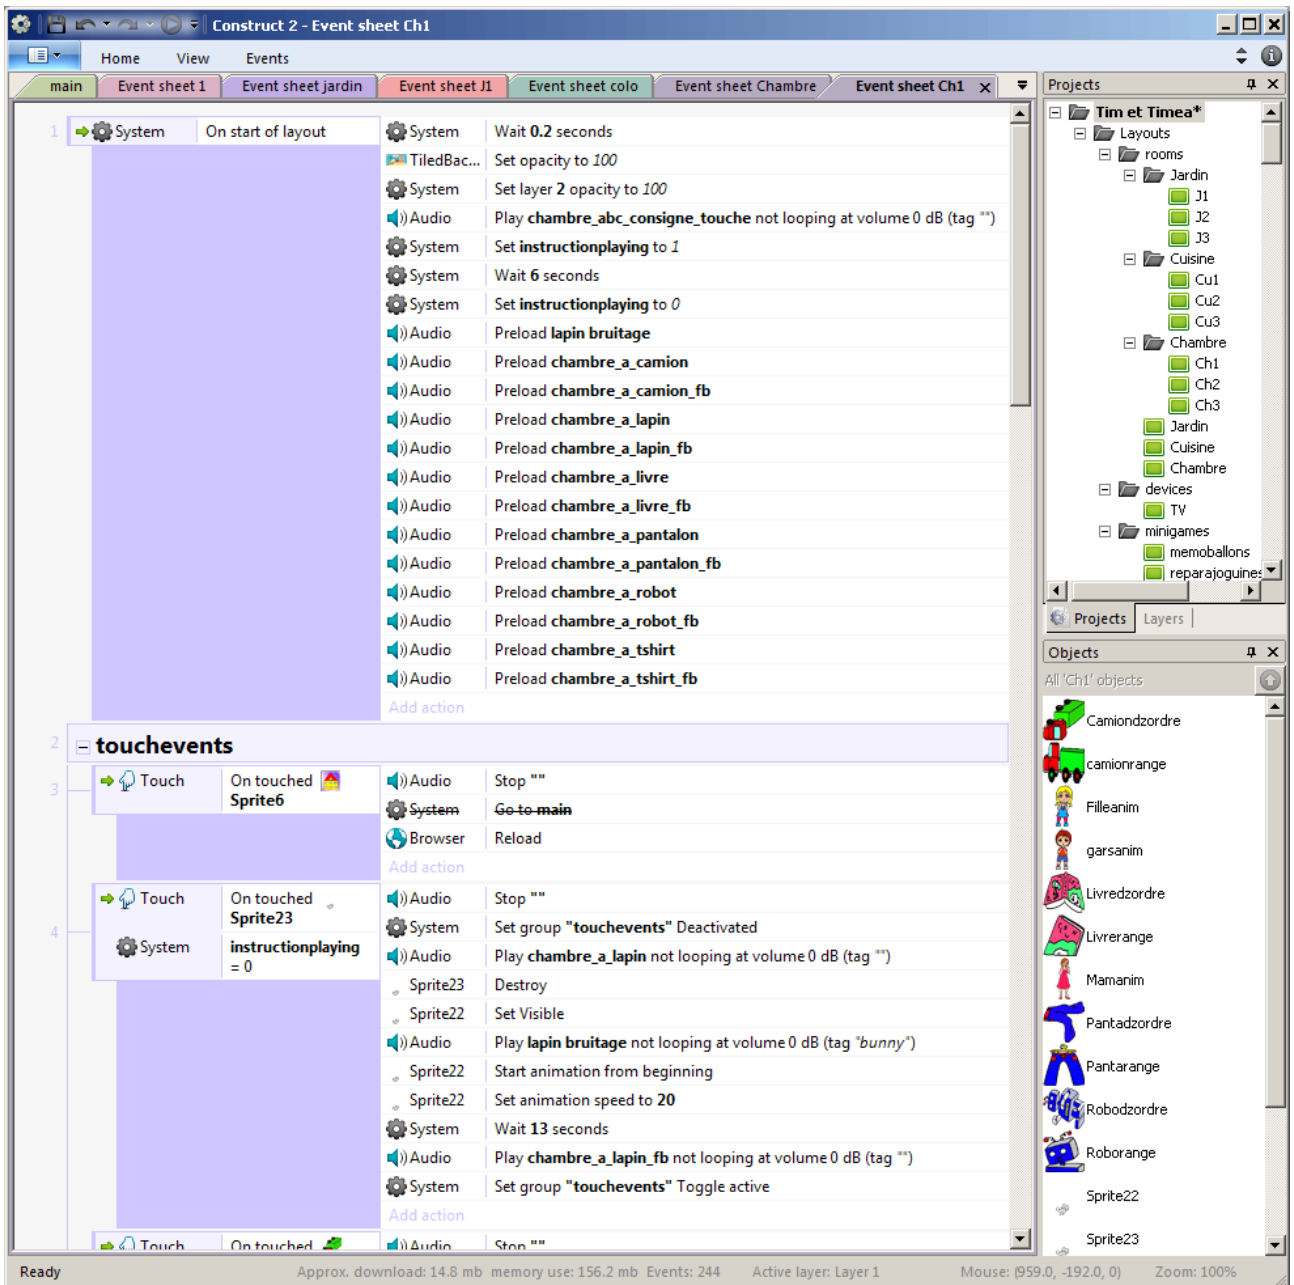 Construct 2 - Event sheet Ch1
Home View Events
main Event sheet 1 Event sheet jardin Event sheet J1 Event sheet colo Event sheet Chambre Event sheet Ch1
1 System On start of layout
System Wait 0.2 seconds
TiledBac... Set opacity to 100
System Set layer 2 opacity to 100
Audio Play chambre_abc_consigne_touche not looping at volume 0 dB (tag "")
System Set instructionplaying to 1
System Wait 6 seconds
System Set instructionplaying to 0
Audio Preload lapin bruitage
Audio Preload chambre_a_camion
Audio Preload chambre_a_camion_fb
Audio Preload chambre_a_lapin
Audio Preload chambre_a_lapin_fb
Audio Preload chambre_a_livre
Audio Preload chambre_a_livre_fb
Audio Preload chambre_a_pantalon
Audio Preload chambre_a_pantalon_fb
Audio Preload chambre_a_robot
Audio Preload chambre_a_robot_fb
Audio Preload chambre_a_tshirt
Audio Preload chambre_a_tshirt_fb
Add action
2 touchevents
3 Touch On touched
Sprite6
Audio Stop ""
System Go to main
Browser Reload
Add action
4 Touch On touched
Sprite23
System instructionplaying
= 0
Audio Stop ""
System Set group "touchevents" Deactivated
Audio Play chambre_a_lapin not looping at volume 0 dB (tag "")
Sprite23 Destroy
Sprite22 Set Visible
Audio Play lapin bruitage not looping at volume 0 dB (tag "bunny")
Sprite22 Start animation from beginning
Sprite22 Set animation speed to 20
System Wait 13 seconds
Audio Play chambre_a_lapin_fb not looping at volume 0 dB (tag "")
System Set group "touchevents" Toggle active
Add action
Touch On touched
Audio Stop ""
Projects
Tim et Timea*
Layouts
rooms
Jardin
J1
J2
J3
Cuisine
Cu1
Cu2
Cu3
Chambre
Ch1
Ch2
Ch3
Jardin
Cuisine
Chambre
devices
TV
minigames
memoballons
reparajoguines
Projects Layers
Objects
All 'Ch1' objects
Camiondzordre
camionrange
Filleanim
garsanim
Livredzordre
Livrerange
Mamanim
Pantadzordre
Pantarange
Robodzordre
Roborange
Sprite22
Sprite23
Ready Approx. download: 14.8 mb memory use: 156.2 mb Events: 244 Active layer: Layer 1 Mouse: (959.0, -192.0, 0) Zoom: 100%